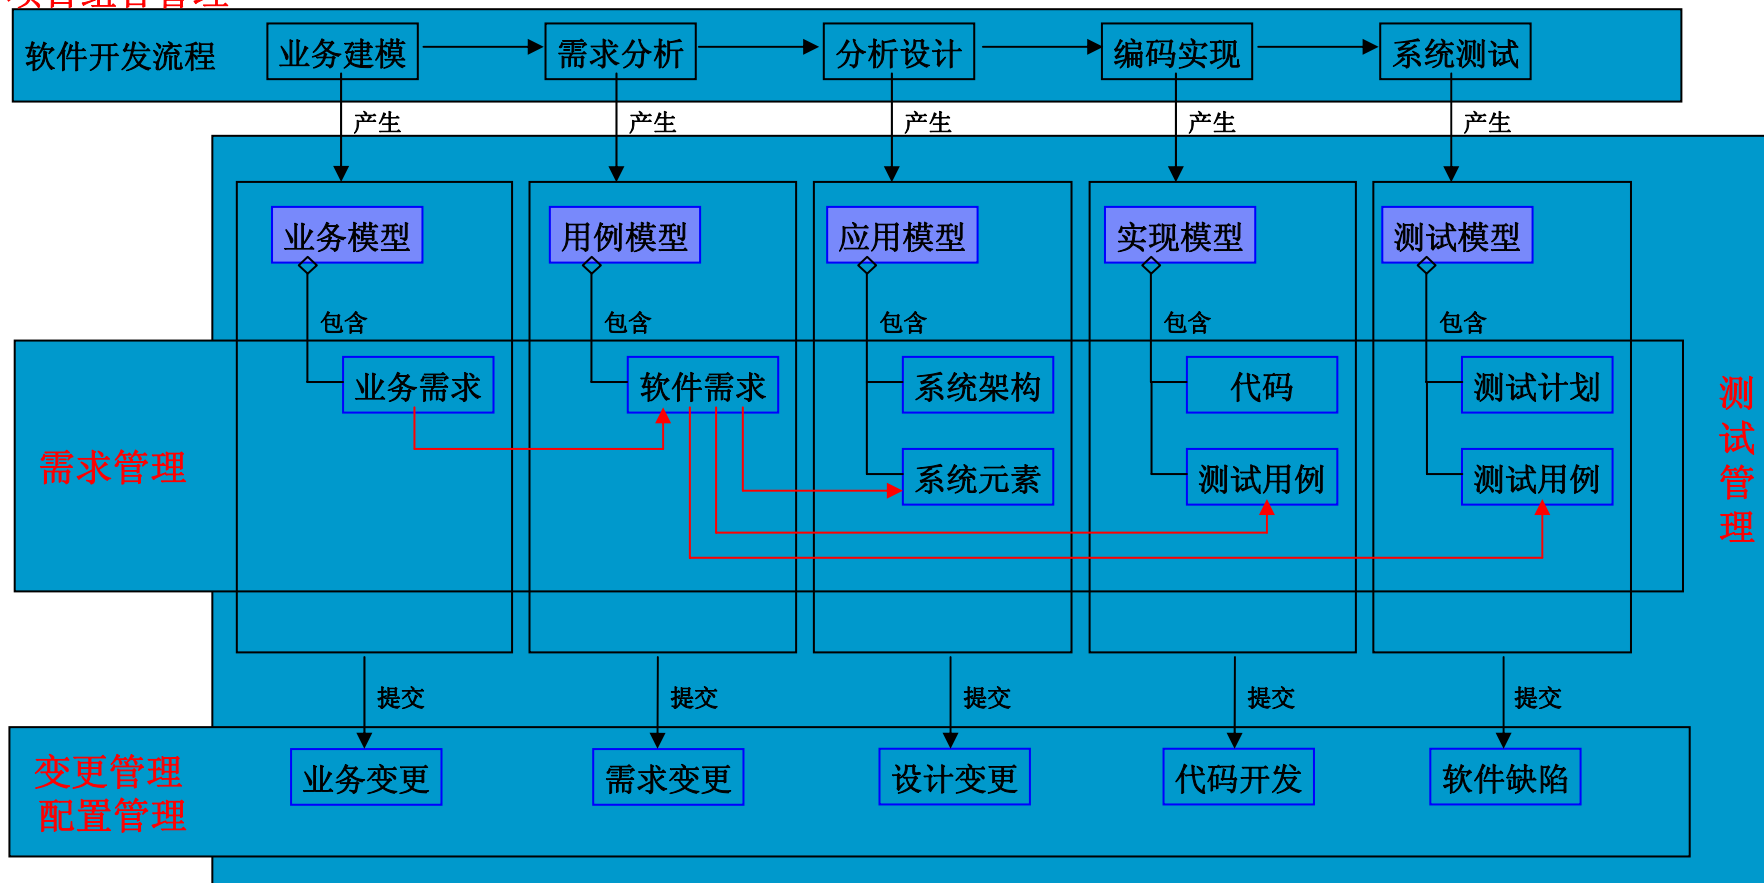 项目组合管理
软件开发流程
业务建模
需求分析
分析设计
编码实现
系统测试
产生
产生
产生
产生
产生
业务模型
用例模型
应用模型
实现模型
测试模型
包含
包含
包含
包含
包含
业务需求
软件需求
系统架构
代码
测试计划
需求管理
系统元素
测试用例
测试用例
测试管理
提交
提交
提交
提交
提交
变更管理
配置管理
业务变更
需求变更
设计变更
代码开发
软件缺陷